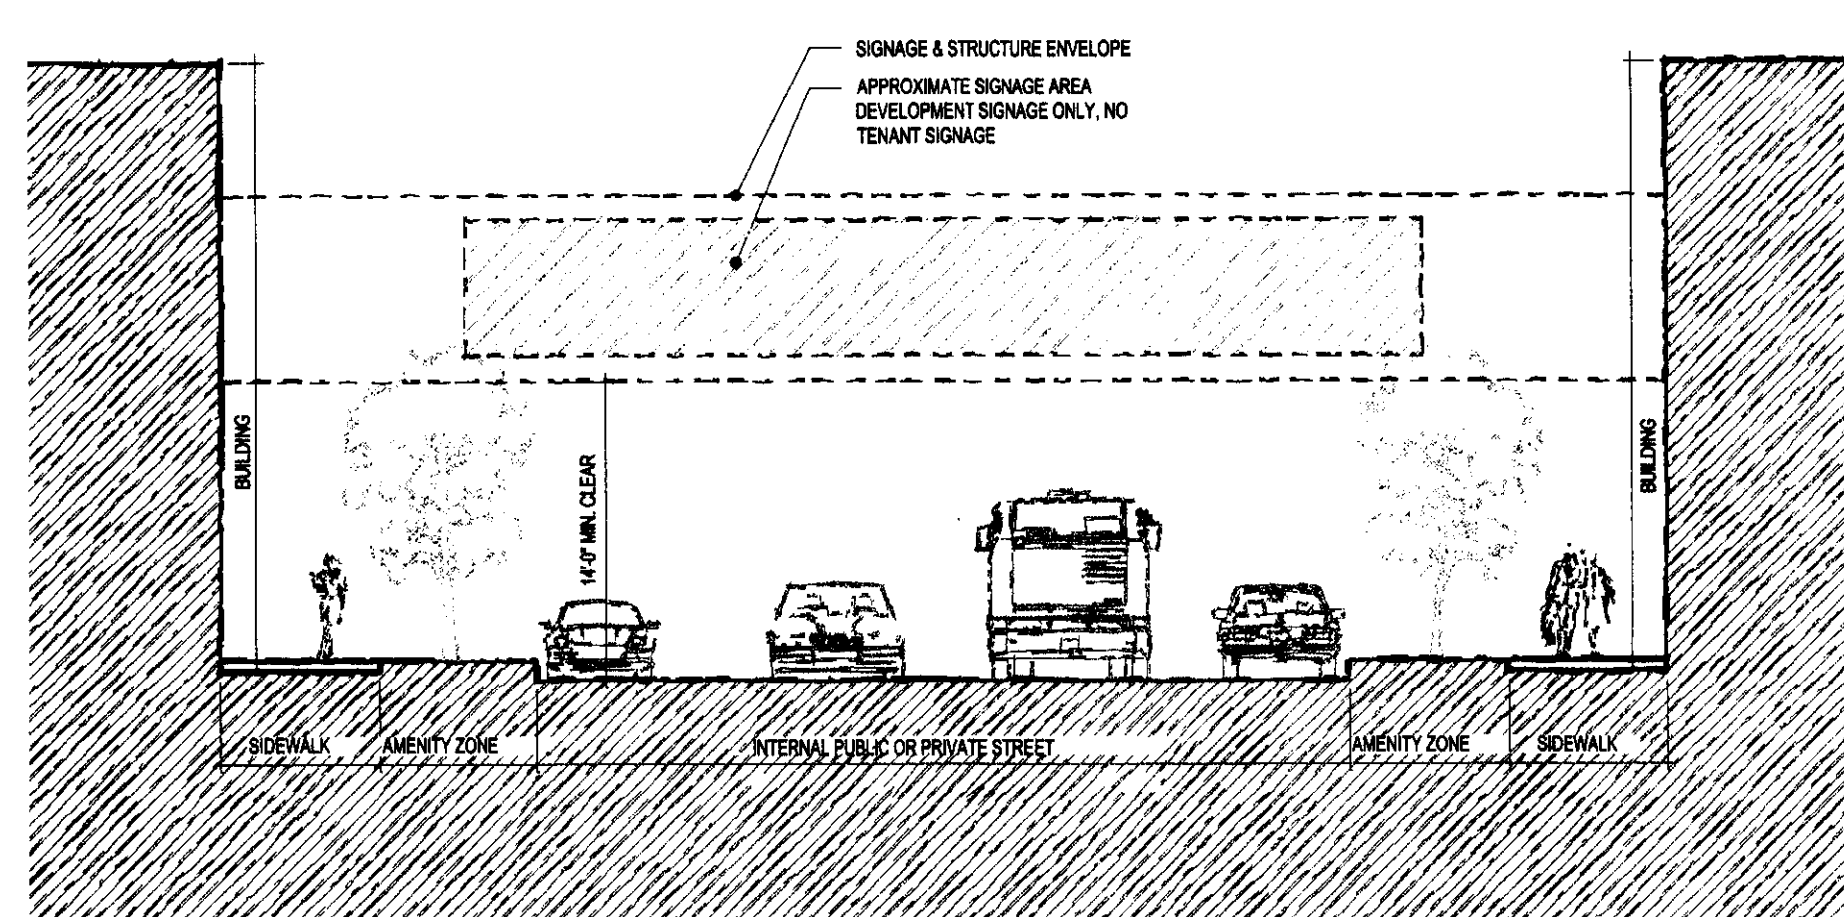 SIGNAGE & STRUCTURE ENVELOPE
APPROXIMATE SIGNAGE AREA
DEVELOPMENT SIGNAGE ONLY, NO
TENANT SIGNAGE
BUILDING
14'-0" MIN. CLEAR
BUILDING
SIDEWALK
AMENITY ZONE
INTERNAL PUBLIC OR PRIVATE STREET
AMENITY ZONE
SIDEWALK